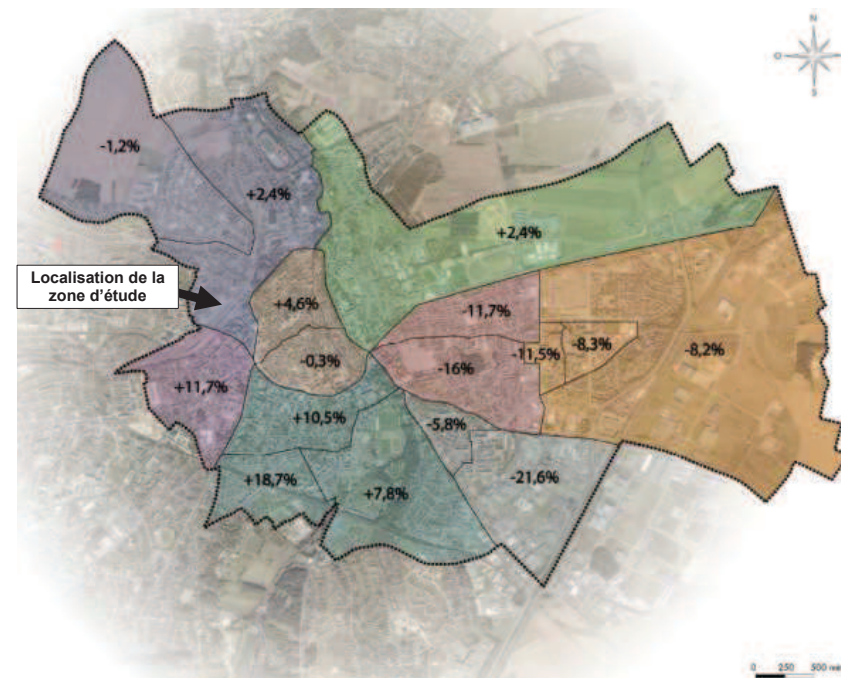 N
O
S
-1,2%
+2,4%
+2,4%
Localisation de la
zone d'étude
+4,6%
-11,7%
-0,3%
-16%
-11,5%
-8,3%
-8,2%
+11,7%
+10,5%
-5,8%
+18,7%
+7,8%
-21,6%
0 250 500